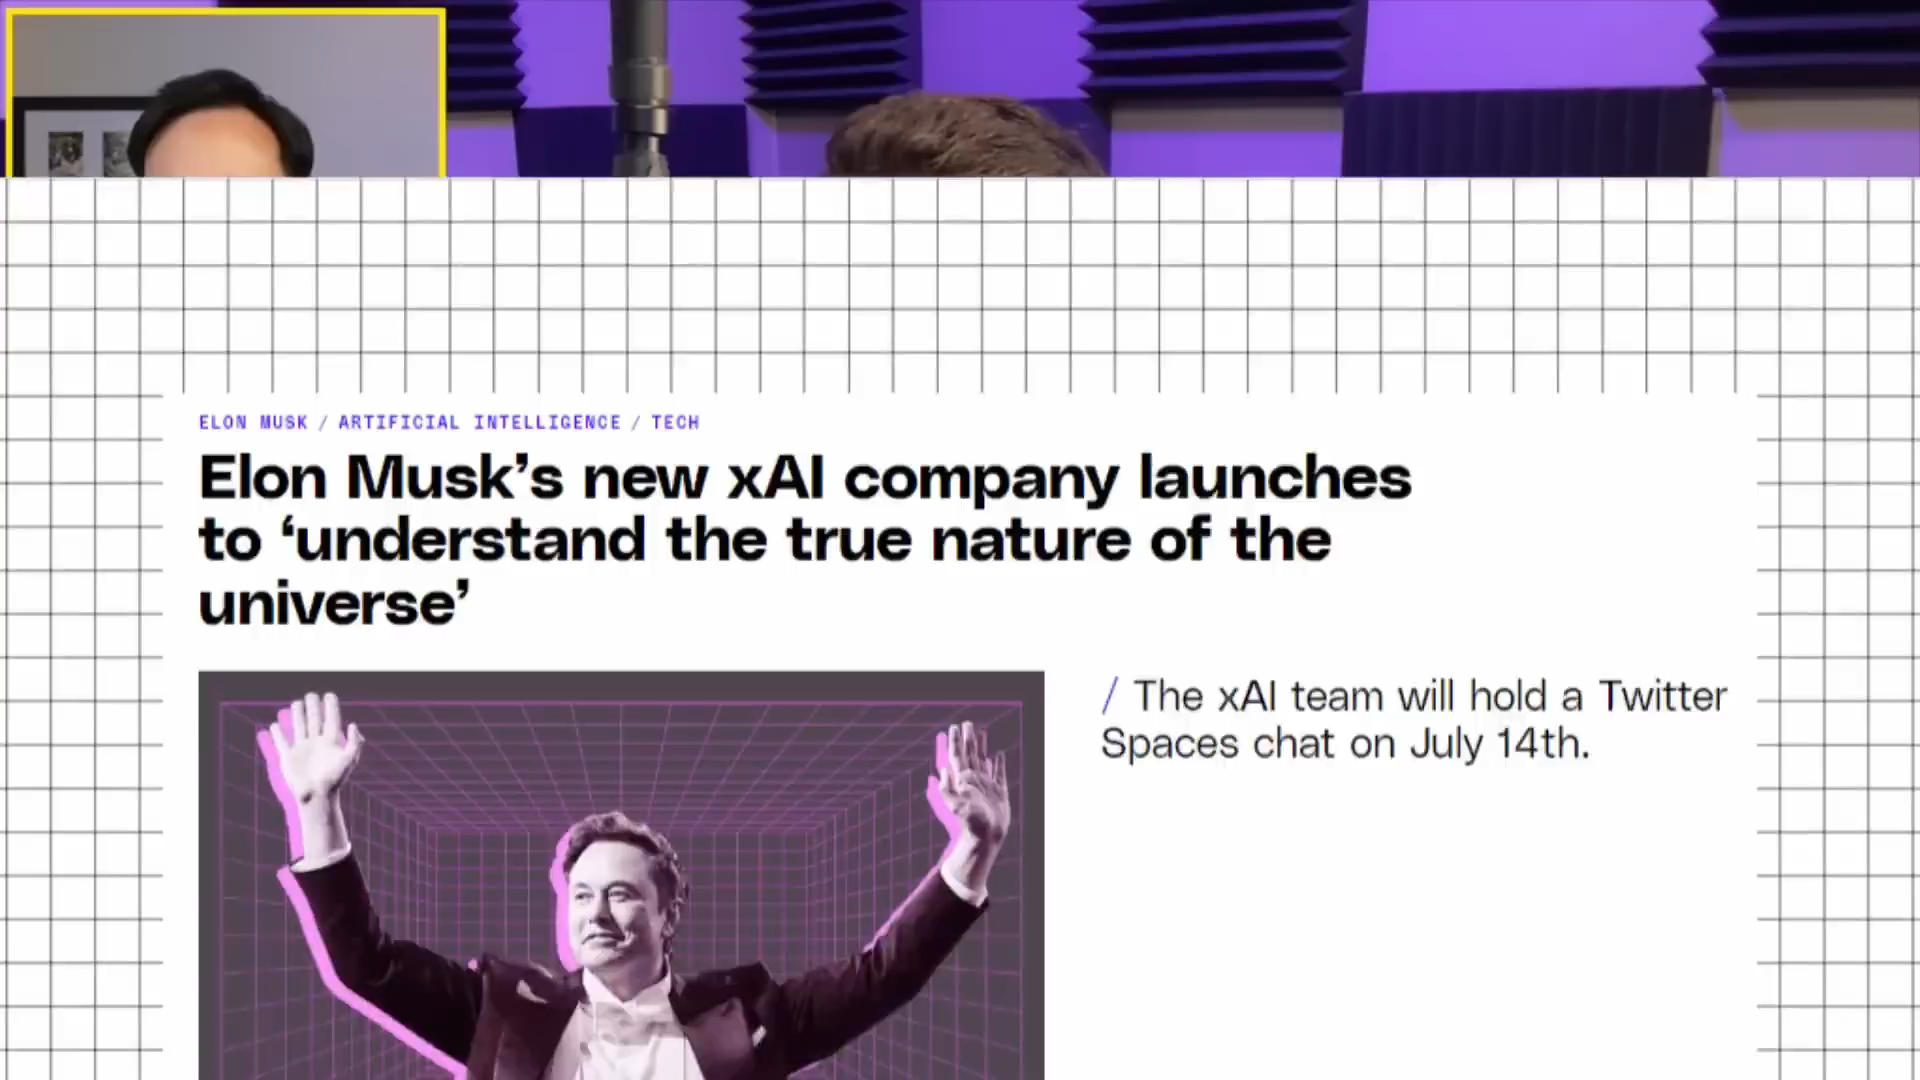 ELON MUSK / ARTIFICIAL INTELLIGENCE / TECH
Elon Musk’s new xAI company launches
to ‘understand the true nature of the
universe’
/ The xAI team will hold a Twitter
Spaces chat on July 14th.